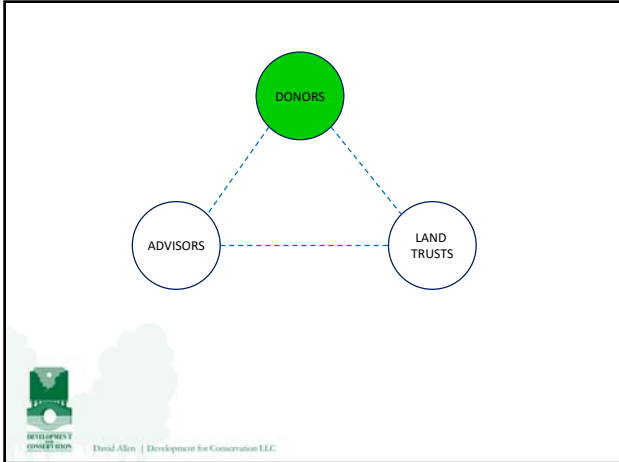 DONORS
ADVISORS
LAND
TRUSTS
DEVELOPMENT
FOR
CONSERVATION
David Allen | Development for Conservation LLC